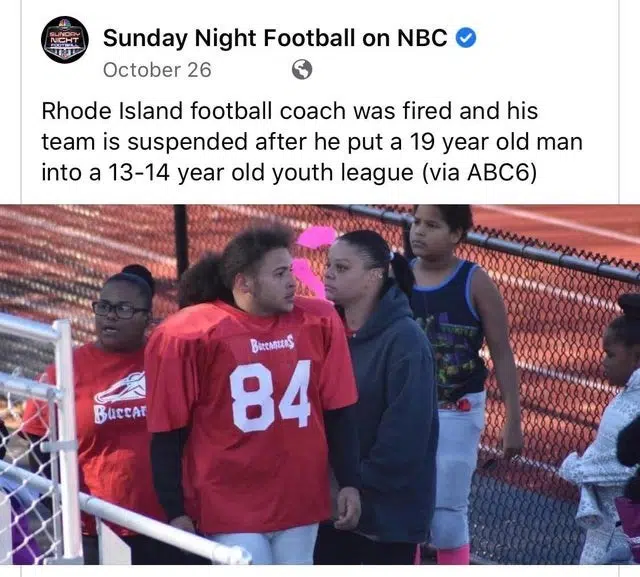 SUNDAY
NIGHT
FOOTBALL
Sunday Night Football on NBC
October 26
Rhode Island football coach was fired and his
team is suspended after he put a 19 year old man
into a 13-14 year old youth league (via ABC6)
BUCCANEERS
84
BUCCA